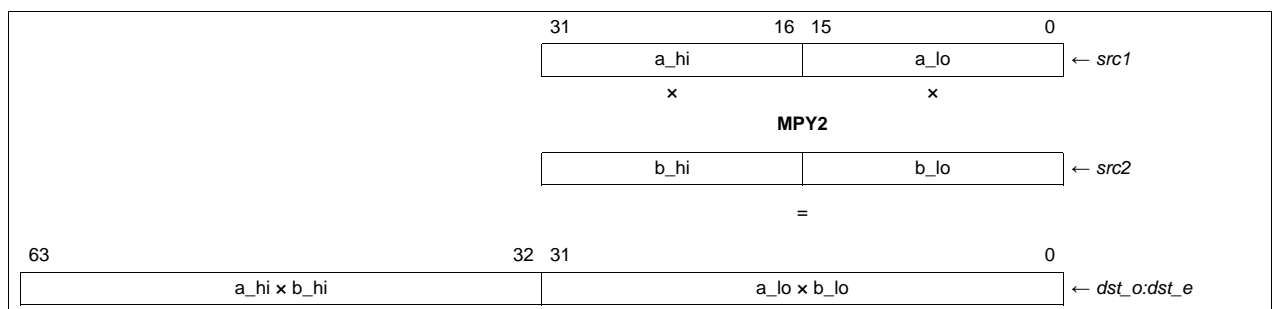 31 16 15 0
a_hi a_lo ← src1
× ×
MPY2
b_hi b_lo ← src2
=
63 32 31 0
a_hi × b_hi a_lo × b_lo ← dst_o:dst_e